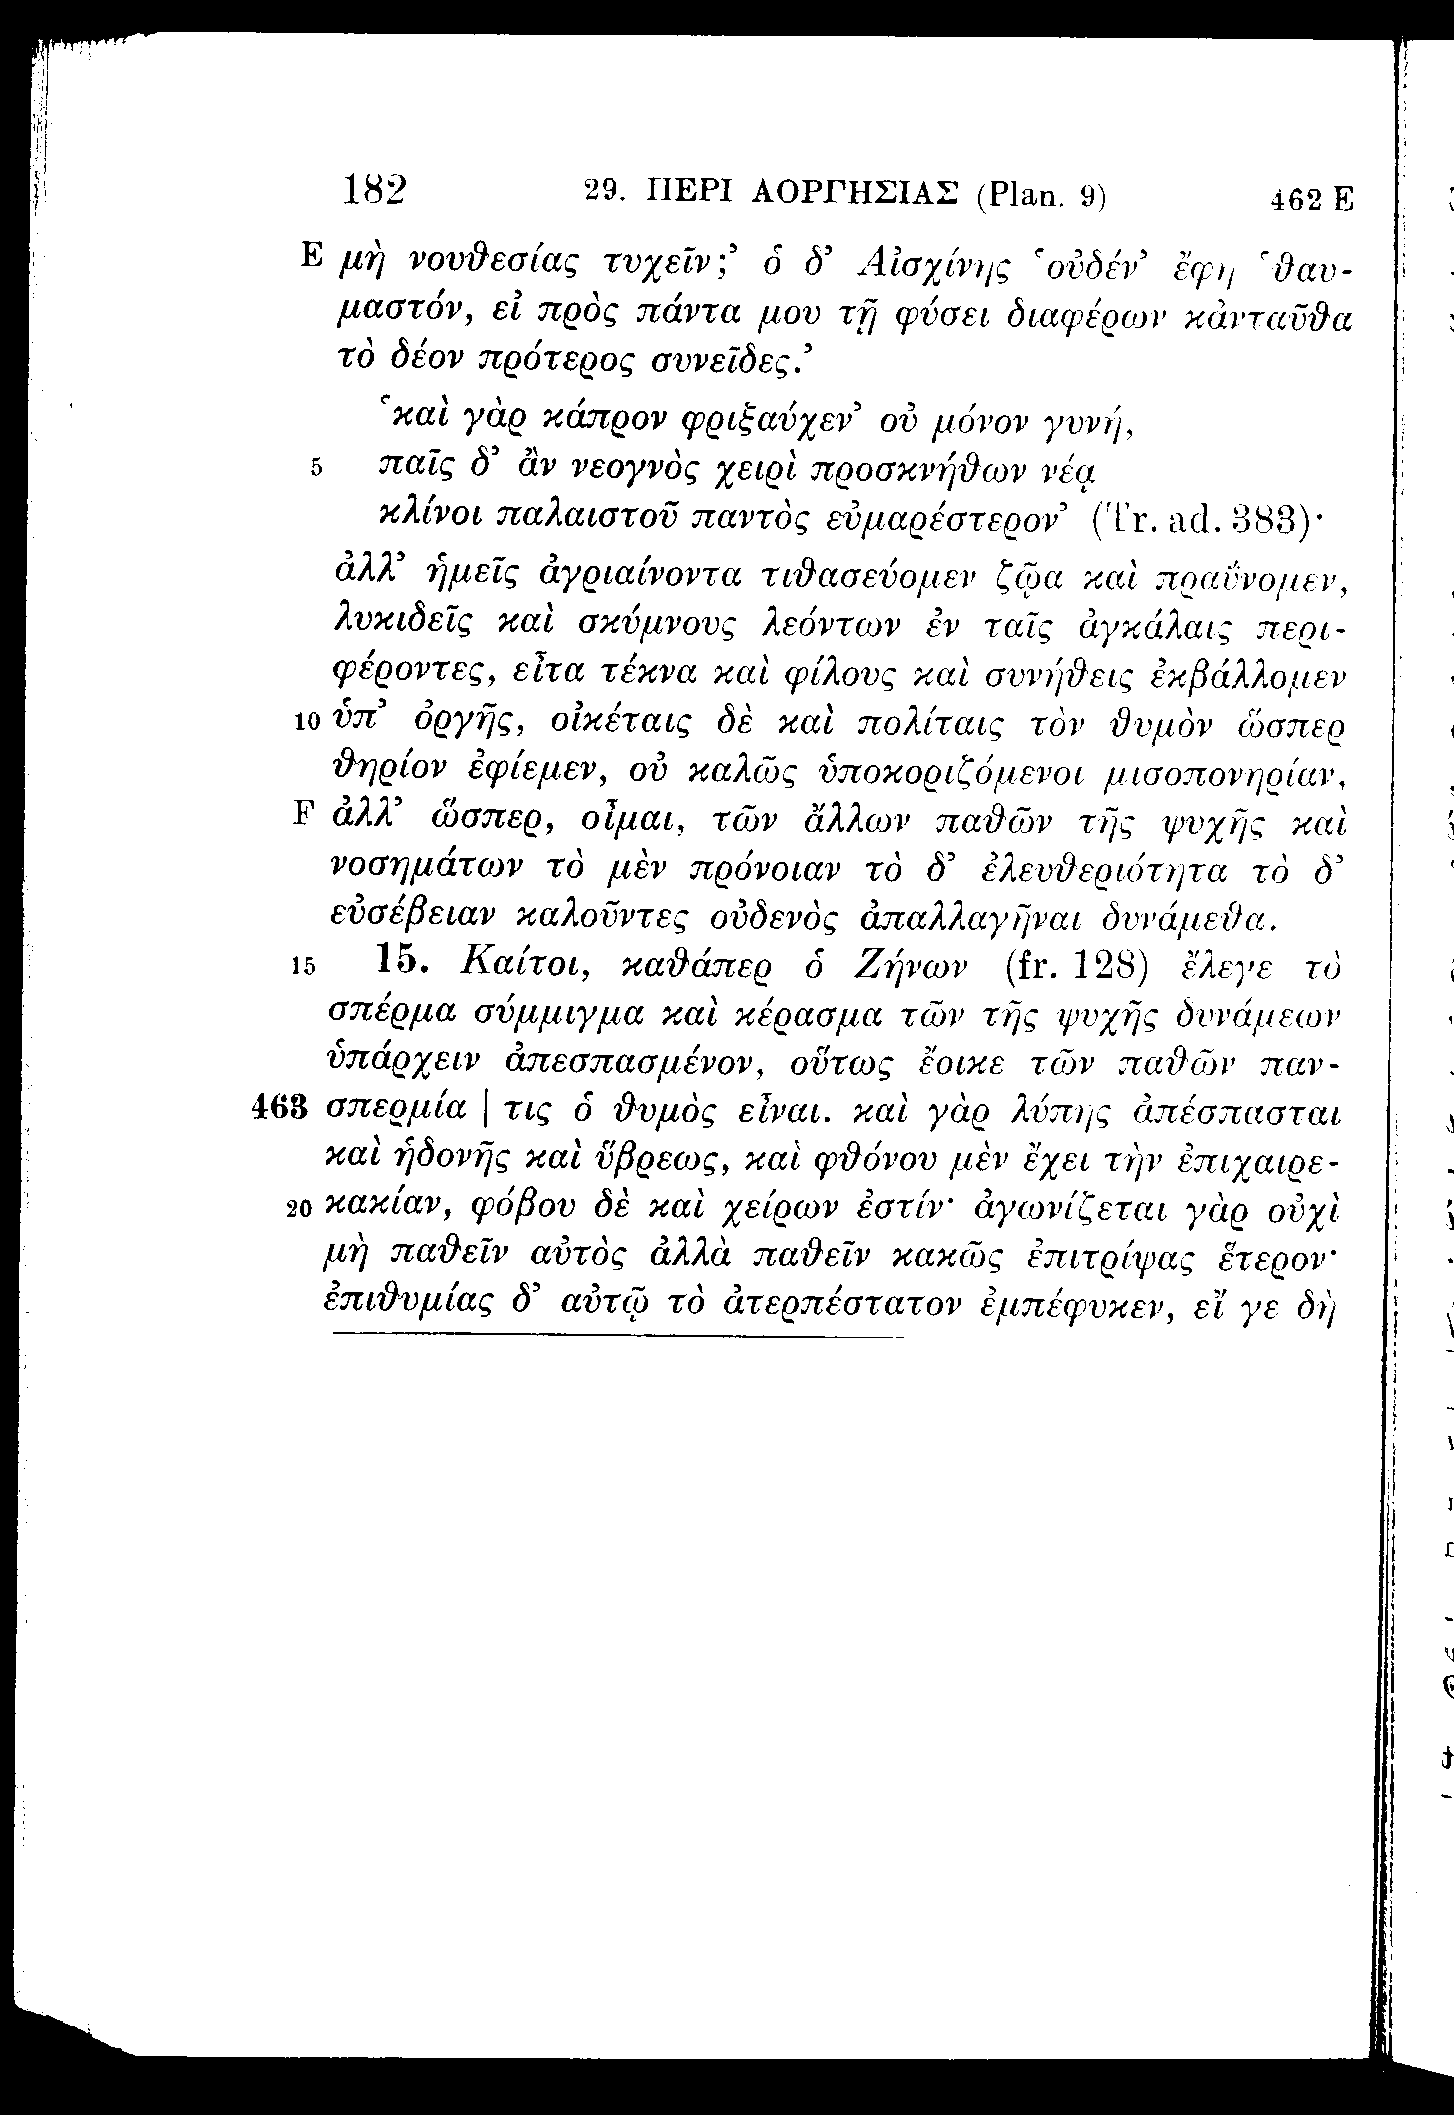 182 29. ΠΕΡΙ ΑΟΡΓΗΣΙΑΣ (Plan. 9) 462 E
E μὴ νουθεσίας τυχεῖν;’ ὁ δ’ Αἰσχίνης ‘οὐδέν’ ἔφη ‘θαυ-
μαστόν, εἰ πρὸς πάντα μου τῇ φύσει διαφέρων κἀνταῦθα
τὸ δέον πρότερος συνεῖδες.’
‘καὶ γὰρ κάπρον φριξαύχεν’ οὐ μόνον γυνή,
5 παῖς δ’ ἂν νεογνὸς χειρὶ προσκνήθων νέᾳ
κλίνοι παλαιστοῦ παντὸς εὐμαρέστερον’ (Tr. ad. 383)·
ἀλλ’ ἡμεῖς ἀγριαίνοντα τιθασεύομεν ζῷα καὶ πραΰνομεν,
λυκιδεῖς καὶ σκύμνους λεόντων ἐν ταῖς ἀγκάλαις περι-
φέροντες, εἶτα τέκνα καὶ φίλους καὶ συνήθεις ἐκβάλλομεν
10 ὑπ’ ὀργῆς, οἰκέταις δὲ καὶ πολίταις τὸν θυμὸν ὥσπερ
θηρίον ἐφίεμεν, οὐ καλῶς ὑποκοριζόμενοι μισοπονηρίαν,
F ἀλλ’ ὥσπερ, οἶμαι, τῶν ἄλλων παθῶν τῆς ψυχῆς καὶ
νοσημάτων τὸ μὲν πρόνοιαν τὸ δ’ ἐλευθεριότητα τὸ δ’
εὐσέβειαν καλοῦντες οὐδενὸς ἀπαλλαγῆναι δυνάμεθα.
15 15. Καίτοι, καθάπερ ὁ Ζήνων (fr. 128) ἔλεγε τὸ
σπέρμα σύμμιγμα καὶ κέρασμα τῶν τῆς ψυχῆς δυνάμεων
ὑπάρχειν ἀπεσπασμένον, οὕτως ἔοικε τῶν παθῶν παν-
463 σπερμία | τις ὁ θυμὸς εἶναι. καὶ γὰρ λύπης ἀπέσπασται
καὶ ἡδονῆς καὶ ὕβρεως, καὶ φθόνου μὲν ἔχει τὴν ἐπιχαιρε-
20 κακίαν, φόβου δὲ καὶ χείρων ἐστίν· ἀγωνίζεται γὰρ οὐχὶ
μὴ παθεῖν αὐτὸς ἀλλὰ παθεῖν κακῶς ἐπιτρίψας ἕτερον·
ἐπιθυμίας δ’ αὐτῷ τὸ ἀτερπέστατον ἐμπέφυκεν, εἴ γε δὴ